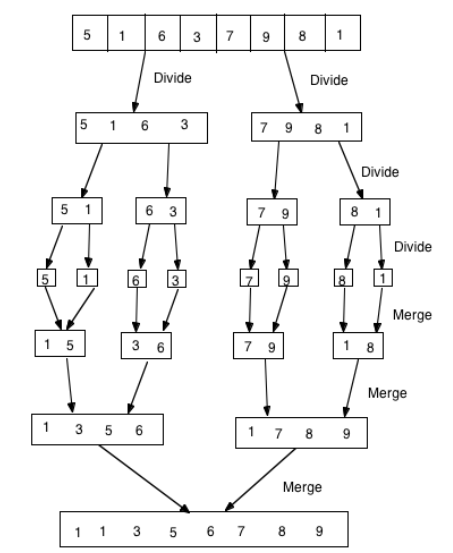 5 1 6 3 7 9 8 1
Divide Divide
5 1 6 3 7 9 8 1
Divide
5 1 6 3 7 9 8 1
Divide
5 1 6 3 7 9 8 1
Merge
1 5 3 6 7 9 1 8
Merge
1 3 5 6 1 7 8 9
Merge
1 1 3 5 6 7 8 9